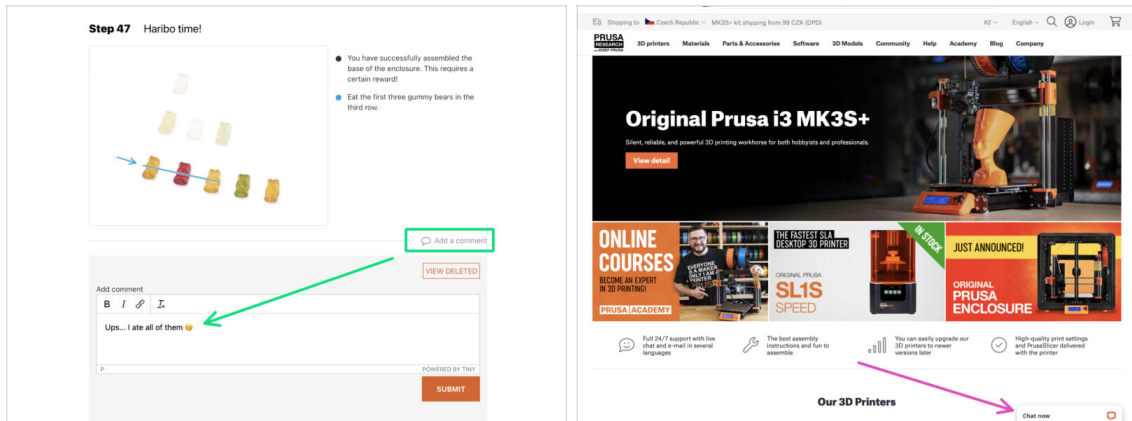 Step 47 Haribo time!
You have successfully assembled the
base of the enclosure. This requires a
certain reward!
Eat the first three gummy bears in the
third row.
Add a comment
VIEW DELETED
Add comment
B I
Ups... I ate all of them 😋
P
POWERED BY TINY
SUBMIT
Shipping to Czech Republic MK3S+ kit shipping from 99 CZK (DPD)
Kč English Login
PRUSA
RESEARCH
by JOSEF PRUSA
3D printers Materials Parts & Accessories Software 3D Models Community Help Academy Blog Company
Original Prusa i3 MK3S+
Silent, reliable, and powerful 3D printing workhorse for both hobbyists and professionals.
View detail
ONLINE
COURSES
BECOME AN EXPERT
IN 3D PRINTING!
PRUSA ACADEMY
EVERYONE
IS A MAKER
THE FASTEST SLA
DESKTOP 3D PRINTER
ORIGINAL PRUSA
SL1S
SPEED
IN STOCK
JUST ANNOUNCED!
ORIGINAL
PRUSA
ENCLOSURE
Full 24/7 support with live
chat and e-mail in several
languages
The best assembly
instructions and fun to
assemble
You can easily upgrade our
3D printers to newer
versions later
High-quality print settings
and PrusaSlicer delivered
with the printer
Our 3D Printers
Chat now